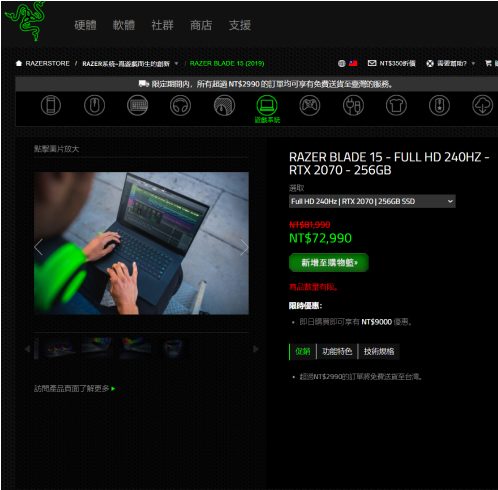 硬體 軟體 社群 商店 支援
RAZERSTORE / RAZER系統-為遊戲而生的創新 ▾ / RAZER BLADE 15 (2019)
NT$350折價 需要幫助? ▾
限定期間內，所有超過 NT$2990 的訂單均可享有免費送貨至臺灣的服務。
遊戲系統
點擊圖片放大
RAZER BLADE 15 - FULL HD 240HZ -
RTX 2070 - 256GB
選取
Full HD 240Hz | RTX 2070 | 256GB SSD
NT$81,990
NT$72,990
新增至購物籃
商品數量有限。
限時優惠:
• 即日購買即可享有 NT$9000 優惠。
促銷 功能特色 技術規格
• 超過NT$2990的訂單將免費送貨至台灣。
訪問產品頁面了解更多